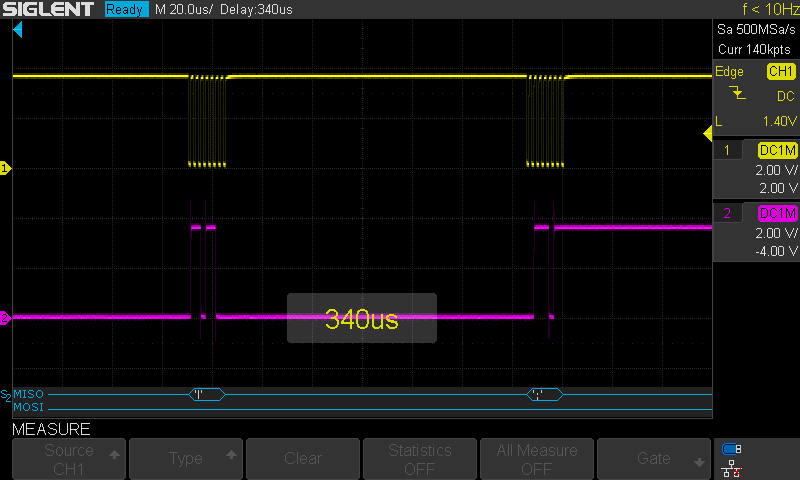 SIGLENT Ready M 20.0us/ Delay:340us f < 10Hz
Sa 500MSa/s
Curr 140kpts
Edge CH1
DC
L 1.40V
1 DC1M
2.00 V/
2.00 V
2 DC1M
2.00 V/
-4.00 V
1
2
340us
S2 MISO
MOSI
MEASURE
Source
CH1
Type
Clear
Statistics
OFF
All Measure
OFF
Gate